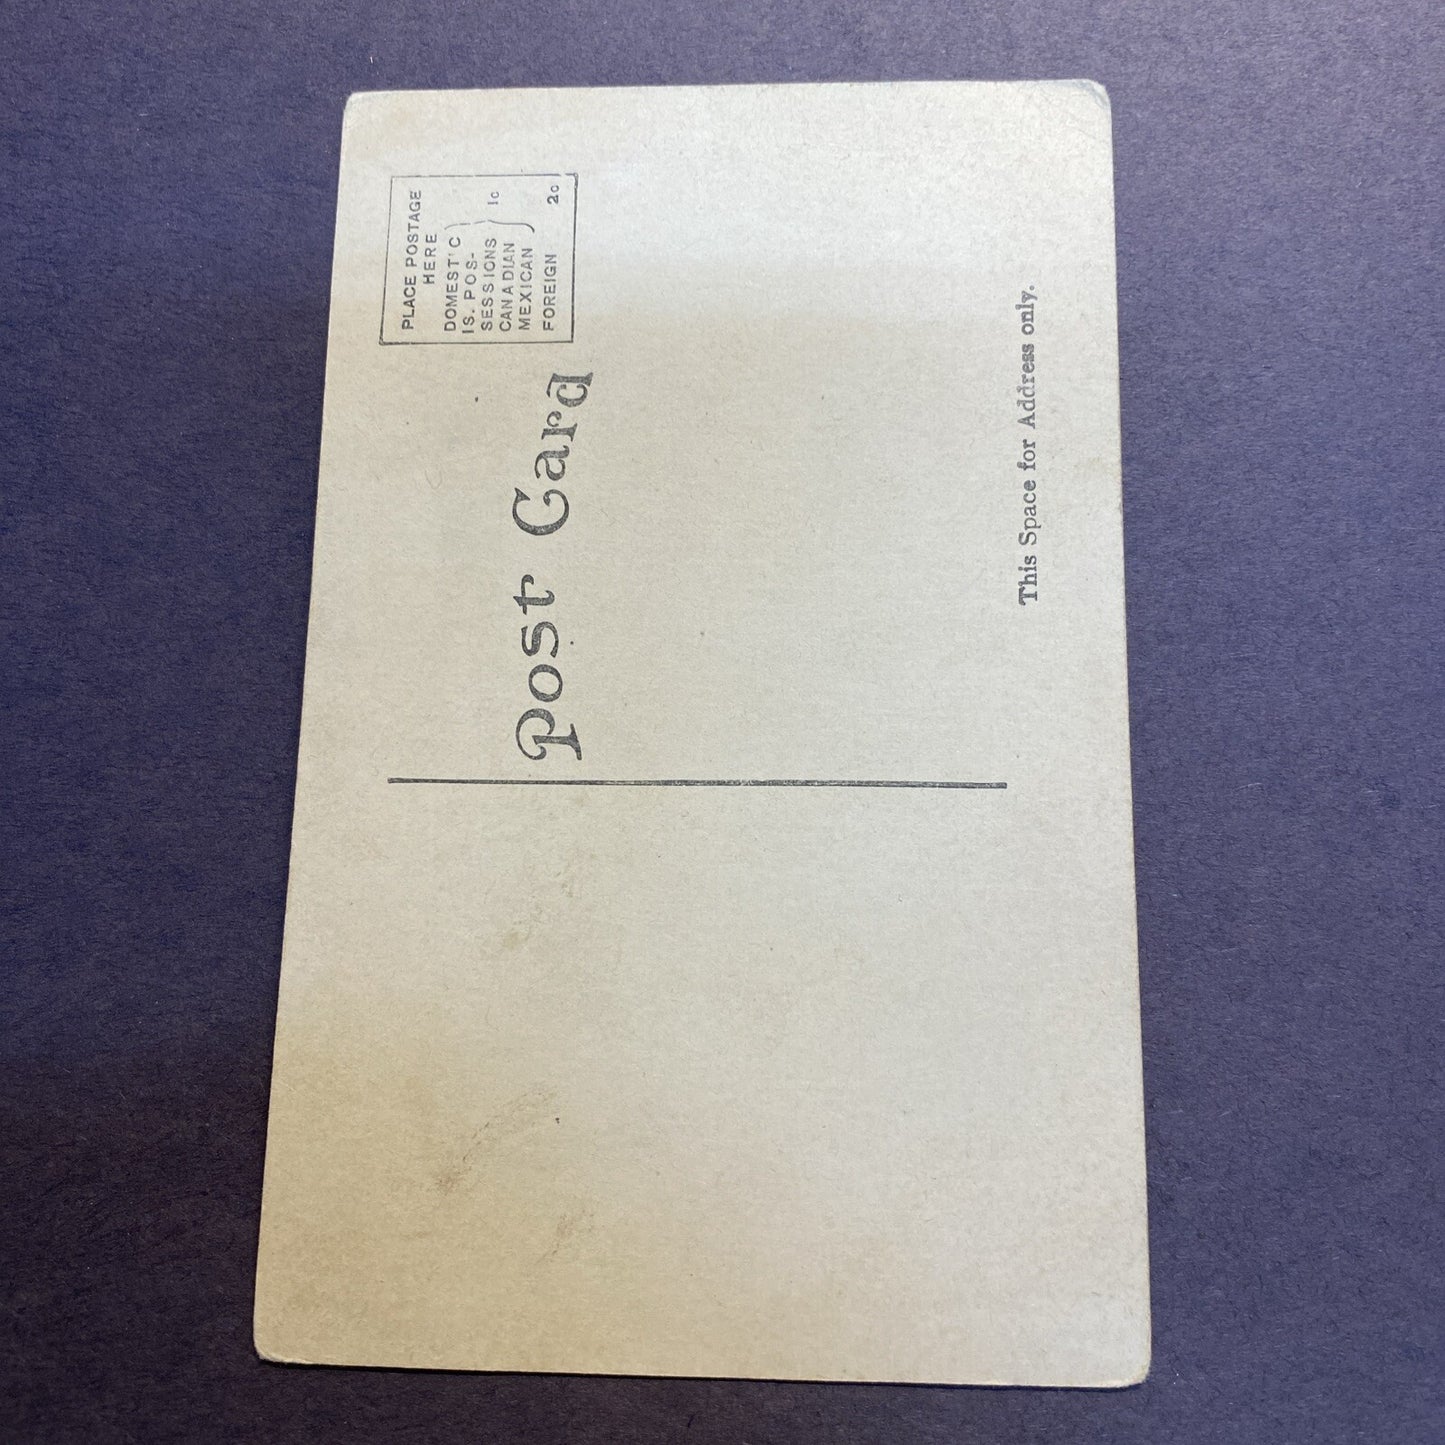 PLACE POSTAGE
HERE
DOMEST'C
IS. POS-
SESSIONS 1c
CANADIAN
MEXICAN
FOREIGN 2c
Post Card
This Space for Address only.